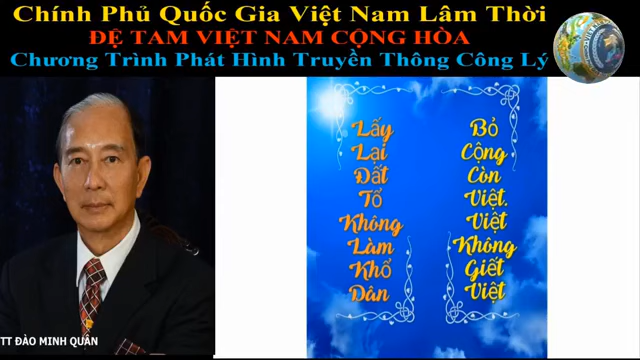 Chính Phủ Quốc Gia Việt Nam Lâm Thời
ĐỆ TAM VIỆT NAM CỘNG HÒA
Chương Trình Phát Hình Truyền Thông Công Lý
Lấy
Lại
Đất
Tổ
Không
Làm
Khổ
Dân
Bỏ
Cộng
Còn
Việt.
Việt
Không
Giết
Việt
TT ĐÀO MINH QUÂN